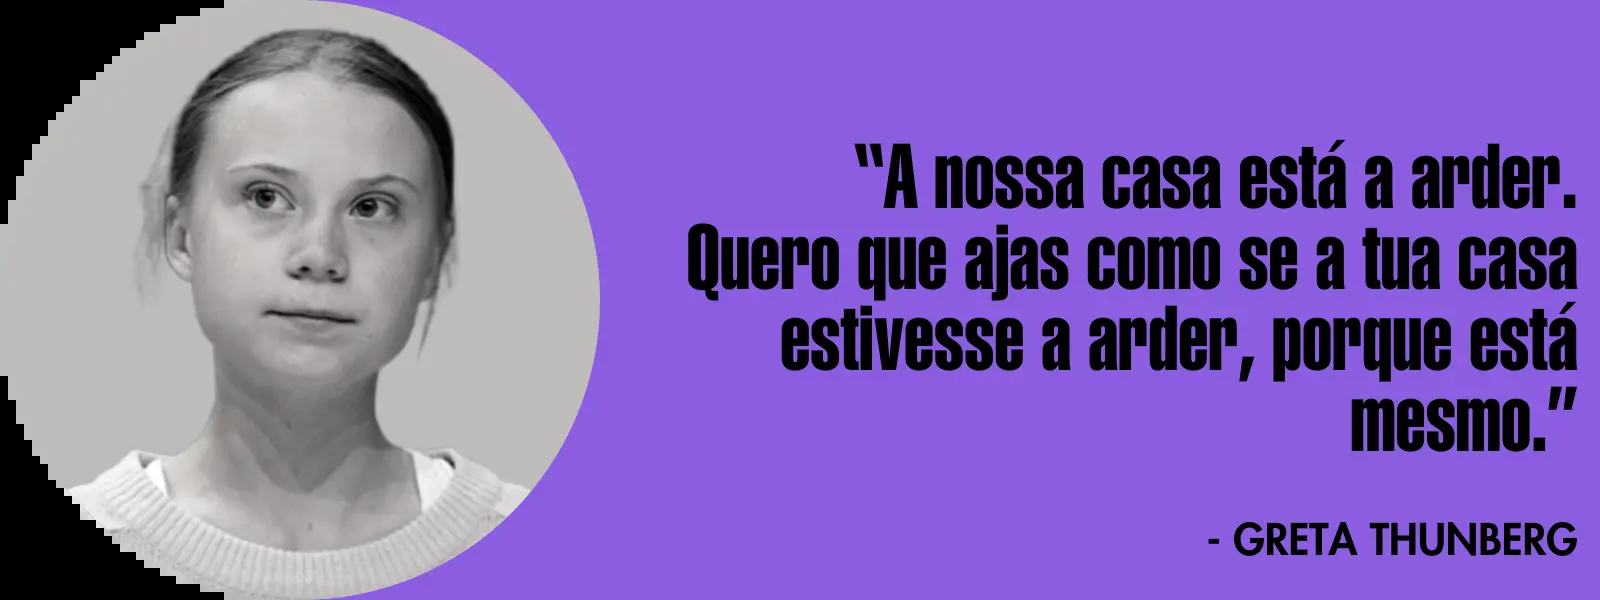 “A nossa casa está a arder.
Quero que ajas como se a tua casa
estivesse a arder, porque está
mesmo.”
- GRETA THUNBERG